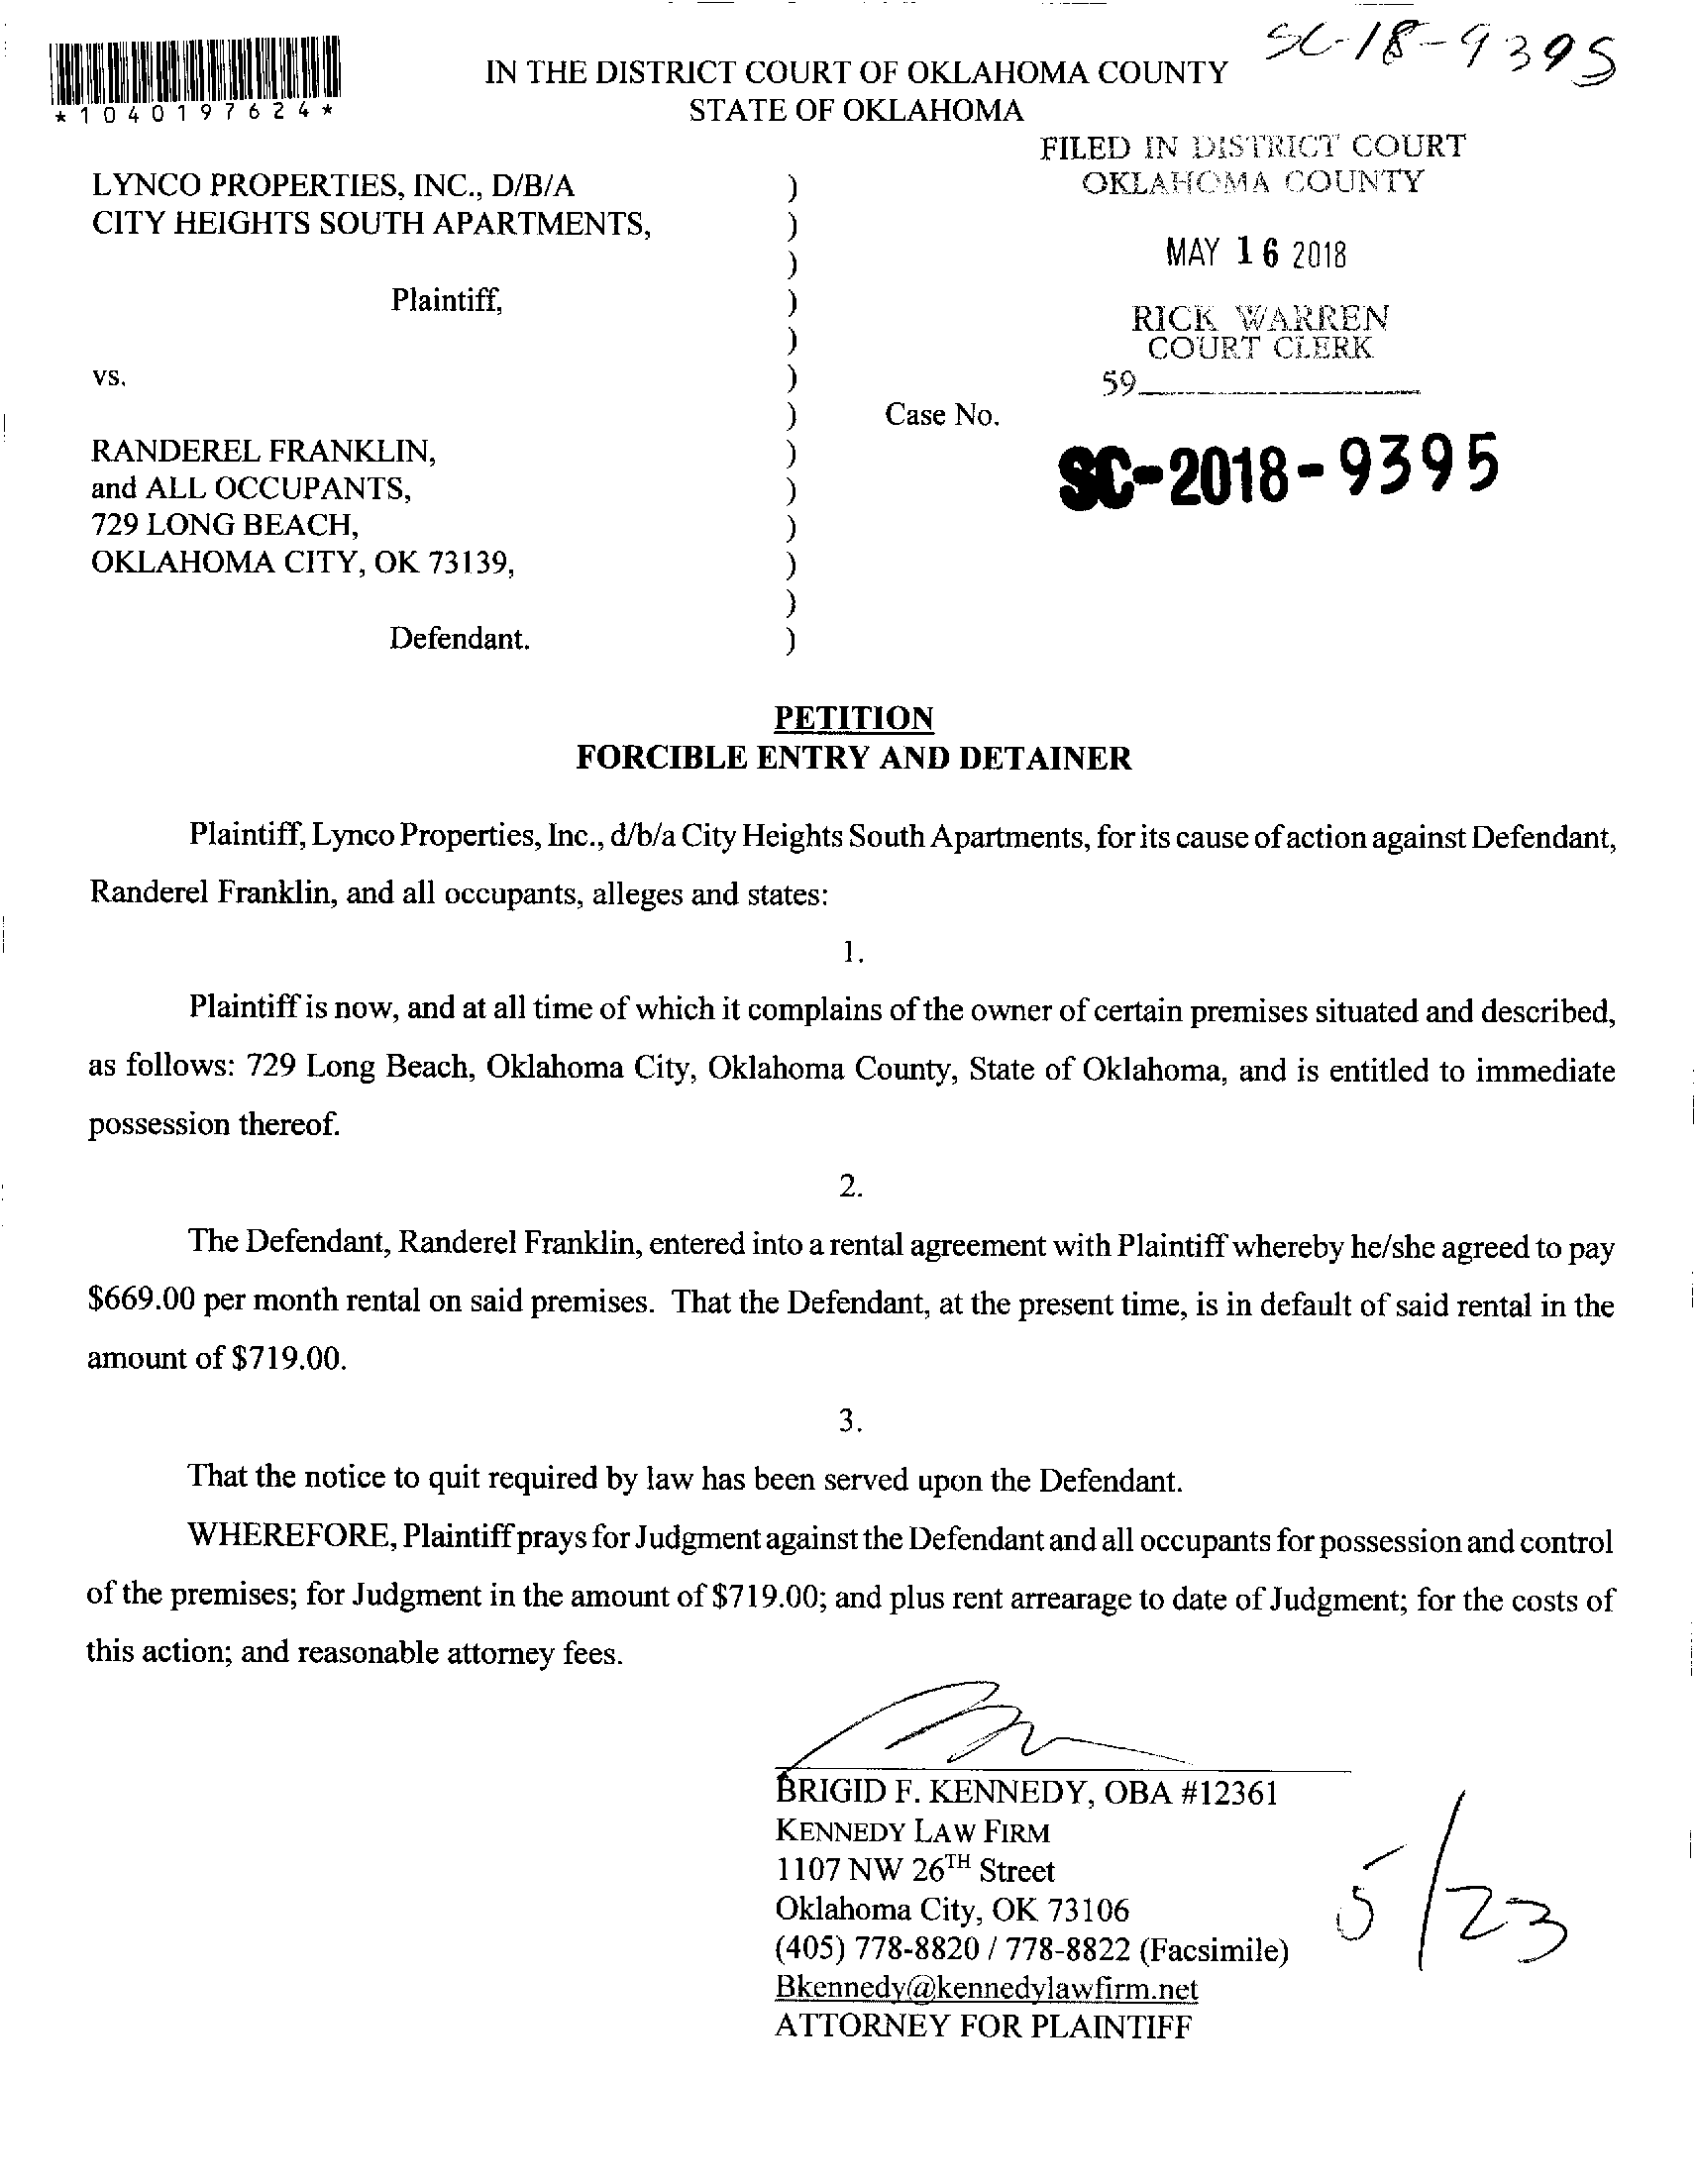 SC-18-9395
*1040197624*
IN THE DISTRICT COURT OF OKLAHOMA COUNTY
STATE OF OKLAHOMA
FILED IN DISTRICT COURT
OKLAHOMA COUNTY
MAY 16 2018
RICK WARREN
COURT CLERK
59
LYNCO PROPERTIES, INC., D/B/A )
CITY HEIGHTS SOUTH APARTMENTS, )
)
Plaintiff, )
)
vs. )
) Case No.
SC-2018-9395
RANDEREL FRANKLIN, )
and ALL OCCUPANTS, )
729 LONG BEACH, )
OKLAHOMA CITY, OK 73139, )
)
Defendant. )
PETITION
FORCIBLE ENTRY AND DETAINER
Plaintiff, Lynco Properties, Inc., d/b/a City Heights South Apartments, for its cause of action against Defendant,
Randerel Franklin, and all occupants, alleges and states:
1.
Plaintiff is now, and at all time of which it complains of the owner of certain premises situated and described,
as follows: 729 Long Beach, Oklahoma City, Oklahoma County, State of Oklahoma, and is entitled to immediate
possession thereof.
2.
The Defendant, Randerel Franklin, entered into a rental agreement with Plaintiff whereby he/she agreed to pay
$669.00 per month rental on said premises. That the Defendant, at the present time, is in default of said rental in the
amount of $719.00.
3.
That the notice to quit required by law has been served upon the Defendant.
WHEREFORE, Plaintiff prays for Judgment against the Defendant and all occupants for possession and control
of the premises; for Judgment in the amount of $719.00; and plus rent arrearage to date of Judgment; for the costs of
this action; and reasonable attorney fees.
BRIGID F. KENNEDY, OBA #12361
KENNEDY LAW FIRM
1107 NW 26TH Street
Oklahoma City, OK 73106
(405) 778-8820 / 778-8822 (Facsimile)
Bkennedy@kennedylawfirm.net
ATTORNEY FOR PLAINTIFF
5/23